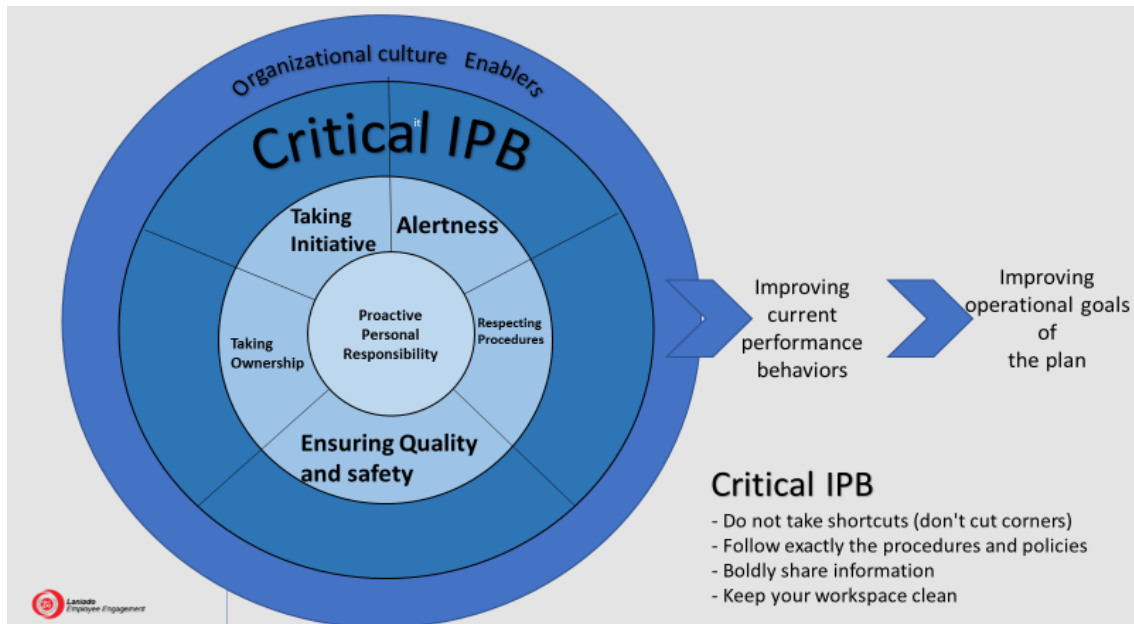 Organizational culture Enablers
Critical IPB
it
Taking
Initiative
Alertness
Proactive
Personal
Responsibility
Respecting
Procedures
Taking
Ownership
Ensuring Quality
and safety
Improving
current
performance
behaviors
Improving
operational goals
of
the plan
Critical IPB
- Do not take shortcuts (don't cut corners)
- Follow exactly the procedures and policies
- Boldly share information
- Keep your workspace clean
Laniado
Employee Engagement